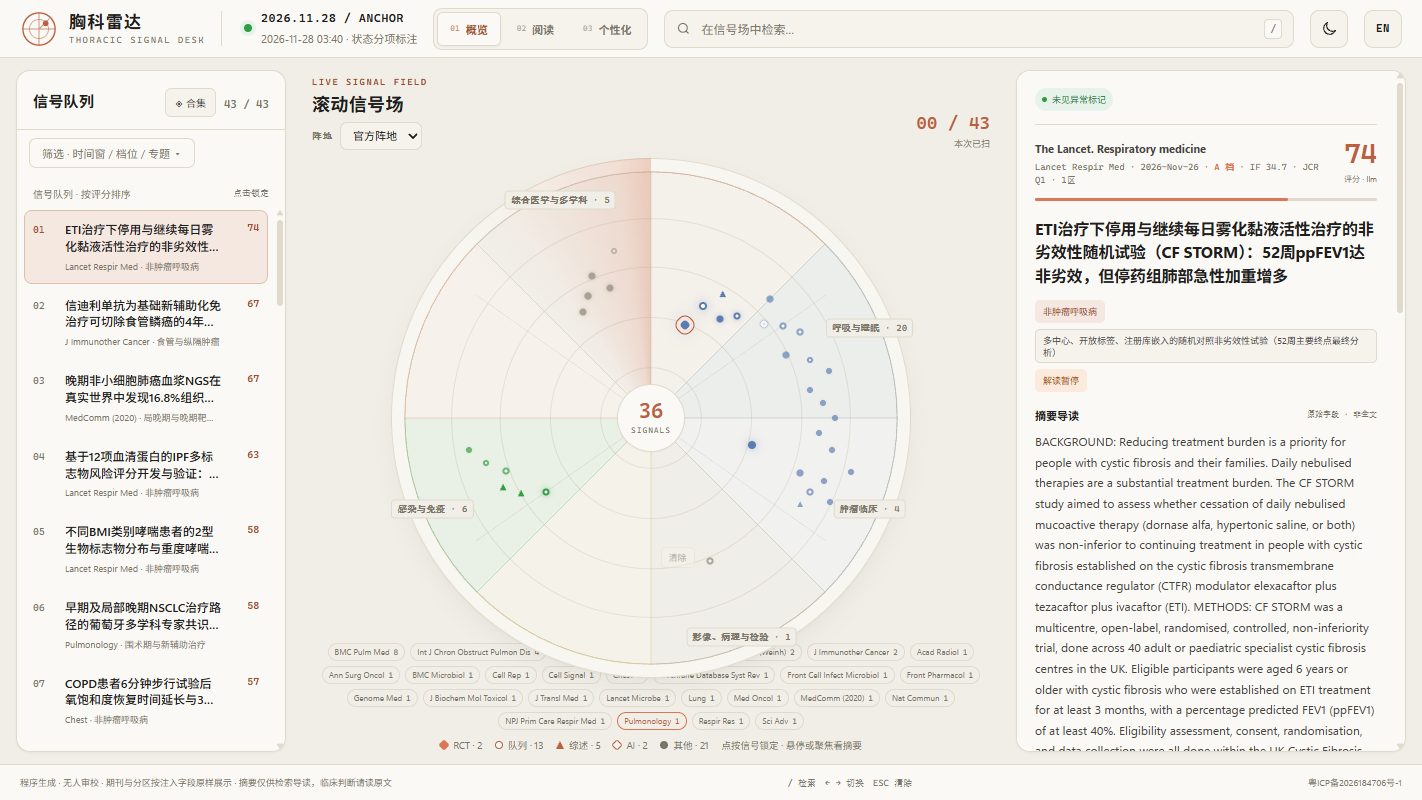 胸科雷达
THORACIC SIGNAL DESK
2026.11.28 / ANCHOR
2026-11-28 03:40 · 状态分项标注
01 概览
02 阅读
03 个性化
在信号场中检索…
/
EN
信号队列
◈ 合集
43 / 43
筛选 · 时间窗 / 档位 / 专题
信号队列 · 按评分排序
点击锁定
01
ETI治疗下停用与继续每日雾
化黏液活性治疗的非劣效性…
74
Lancet Respir Med · 非肿瘤呼吸病
02
信迪利单抗为基础新辅助化免
治疗可切除食管鳞癌的4年…
67
J Immunother Cancer · 食管与纵隔肿瘤
03
晚期非小细胞肺癌血浆NGS在
真实世界中发现16.8%组织…
67
MedComm (2020) · 局晚期与晚期靶…
04
基于12项血清蛋白的IPF多标
志物风险评分开发与验证：…
63
Lancet Respir Med · 非肿瘤呼吸病
05
不同BMI类别哮喘患者的2型
生物标志物分布与重度哮喘…
58
Lancet Respir Med · 非肿瘤呼吸病
06
早期及局部晚期NSCLC治疗路
径的葡萄牙多学科专家共识…
58
Pulmonology · 围术期与新辅助治疗
07
COPD患者6分钟步行试验后
氧饱和度恢复时间延长与3…
57
Chest · 非肿瘤呼吸病
LIVE SIGNAL FIELD
滚动信号场
阵地
官方阵地
00 / 43
本次已扫
综合医学与多学科 · 5
呼吸与睡眠 · 20
肿瘤临床 · 4
感染与免疫 · 6
影像、病理与检验 · 1
清除
36
SIGNALS
BMC Pulm Med 8
Int J Chron Obstruct Pulmon Dis 4
2
J Immunother Cancer 2
Acad Radiol 1
Ann Surg Oncol 1
BMC Microbiol 1
Cell Rep 1
Cell Signal 1
Database Syst Rev 1
Front Cell Infect Microbiol 1
Front Pharmacol 1
Genome Med 1
J Biochem Mol Toxicol 1
J Transl Med 1
Lancet Microbe 1
Lung 1
Med Oncol 1
MedComm (2020) 1
Nat Commun 1
NPJ Prim Care Respir Med 1
Pulmonology 1
Respir Res 1
Sci Adv 1
RCT · 2
队列 · 13
综述 · 5
AI · 2
其他 · 21
点按信号锁定 · 悬停或聚焦看摘要
未见异常标记
The Lancet. Respiratory medicine
Lancet Respir Med · 2026-Nov-26 · A 档 · IF 34.7 · JCR
Q1 · 1区
74
评分 · llm
ETI治疗下停用与继续每日雾化黏液活性治疗的非
劣效性随机试验（CF STORM）：52周ppFEV1达
非劣效，但停药组肺部急性加重增多
非肿瘤呼吸病
多中心、开放标签、注册库嵌入的随机对照非劣效性试验（52周主要终点最终分
析）
解读暂停
摘要导读
原始字段 · 非全文
BACKGROUND: Reducing treatment burden is a priority for
people with cystic fibrosis and their families. Daily nebulised
therapies are a substantial treatment burden. The CF STORM
study aimed to assess whether cessation of daily nebulised
mucoactive therapy (dornase alfa, hypertonic saline, or both)
was non-inferior to continuing treatment in people with cystic
fibrosis established on the cystic fibrosis transmembrane
conductance regulator (CFTR) modulator elexacaftor plus
tezacaftor plus ivacaftor (ETI). METHODS: CF STORM was a
multicentre, open-label, randomised, controlled, non-inferiority
trial, done across 40 adult or paediatric specialist cystic fibrosis
centres in the UK. Eligible participants were aged 6 years or
older with cystic fibrosis who were established on ETI treatment
for at least 3 months, with a percentage predicted FEV1 (ppFEV1)
of at least 40%. Eligibility assessment, consent, randomisation,
and data collection were all done within the UK Cystic Fibrosis
程序生成 · 无人审校 · 期刊与分区按注入字段原样展示 · 摘要仅供检索导读，临床判断请读原文
/ 检索 ← → 切换 ESC 清除
粤ICP备2026184706号-1